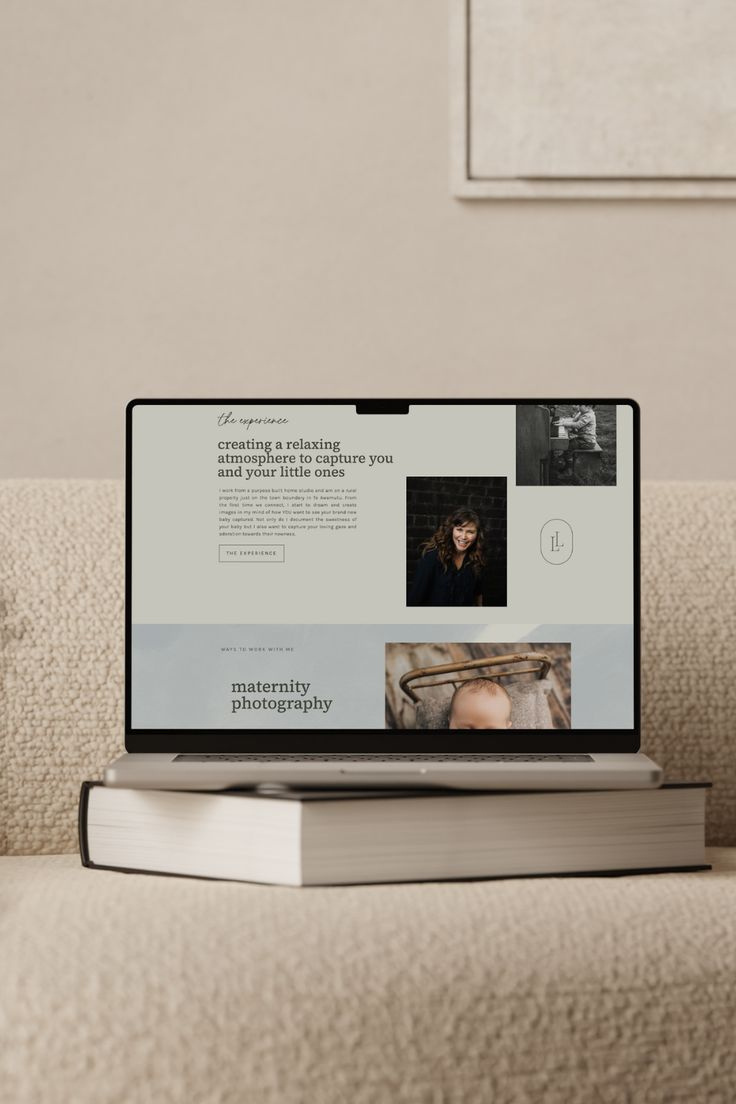 the experience
creating a relaxing
atmosphere to capture you
and your little ones
I work from a purpose built home studio and am on a rural
property just on the town boundary in Te Awamutu. From
the first time we connect, I start to dream and create
images in my mind of how YOU want to see your brand new
baby captured. Not only do I document the sweetness of
your baby but I also want to capture your loving gaze and
adoration towards their newness.
THE EXPERIENCE
LL
WAYS TO WORK WITH ME
maternity
photography